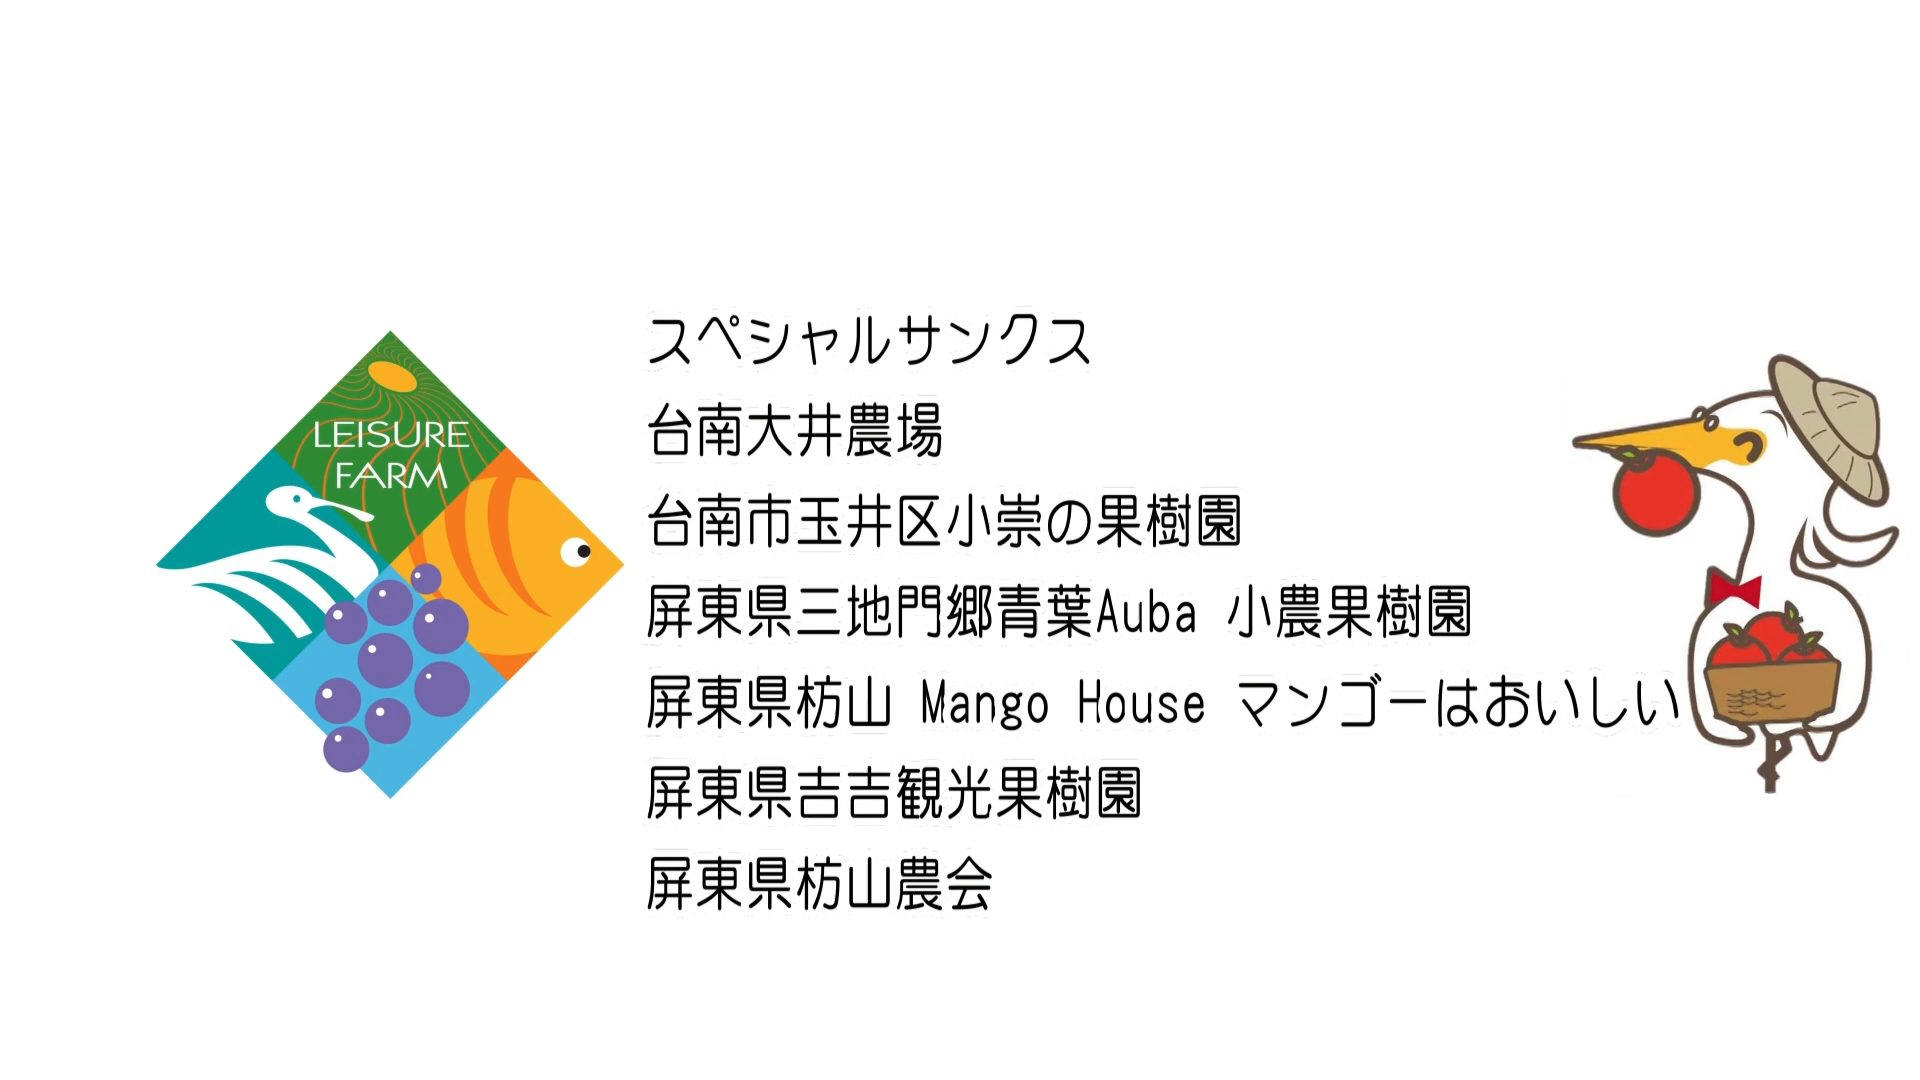 LEISURE
FARM
スペシャルサンクス
台南大井農場
台南市玉井区小崇の果樹園
屏東県三地門郷青葉Auba 小農果樹園
屏東県枋山 Mango House マンゴーはおいしい
屏東県吉吉観光果樹園
屏東県枋山農会